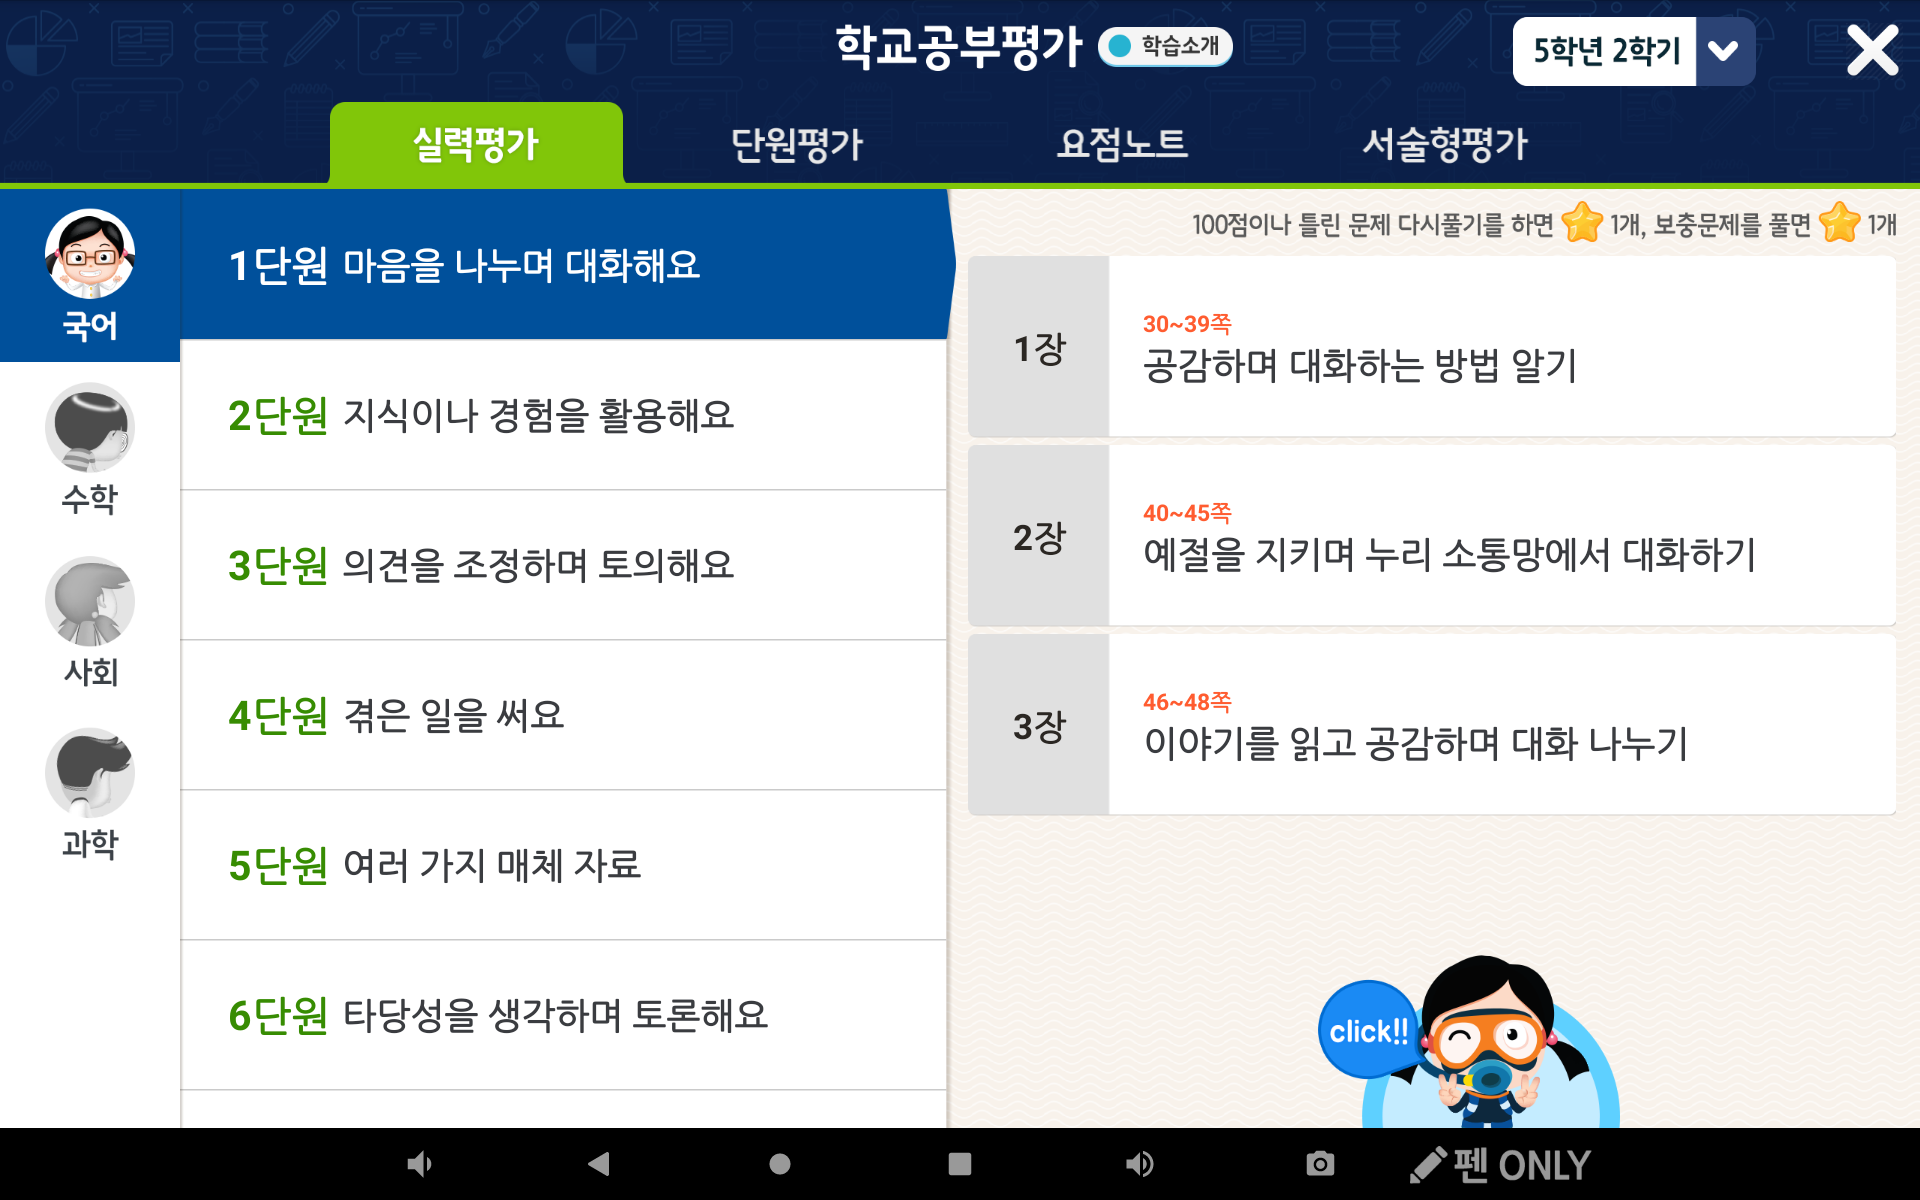 학교공부평가
학습소개
5학년 2학기
실력평가
단원평가
요점노트
서술형평가
국어
수학
사회
과학
1단원 마음을 나누며 대화해요
2단원 지식이나 경험을 활용해요
3단원 의견을 조정하며 토의해요
4단원 겪은 일을 써요
5단원 여러 가지 매체 자료
6단원 타당성을 생각하며 토론해요
100점이나 틀린 문제 다시풀기를 하면 1개, 보충문제를 풀면 1개
1장
30~39쪽
공감하며 대화하는 방법 알기
2장
40~45쪽
예절을 지키며 누리 소통망에서 대화하기
3장
46~48쪽
이야기를 읽고 공감하며 대화 나누기
click!!
펜 ONLY